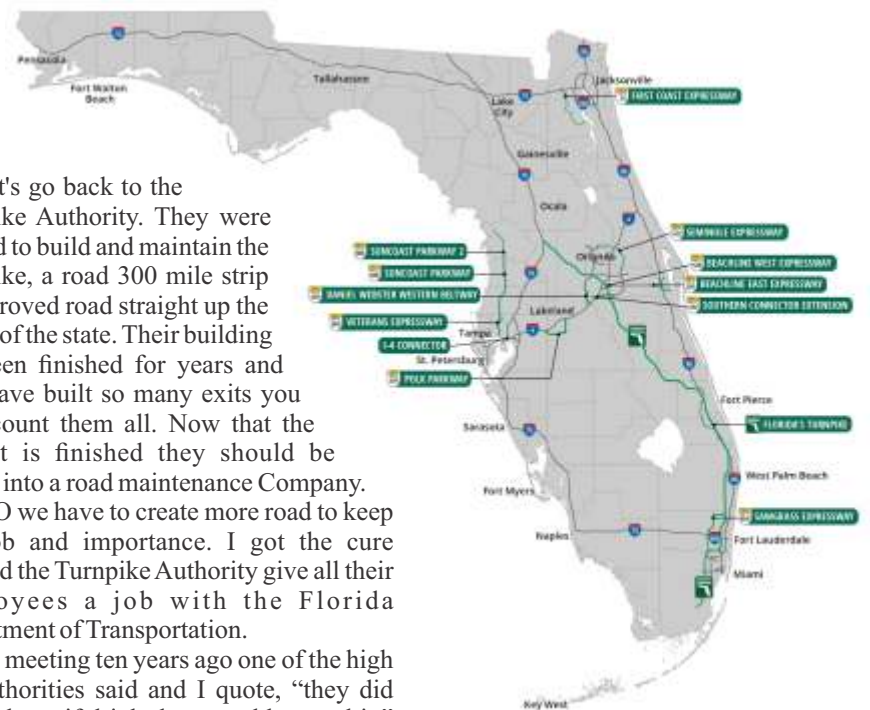 t's go back to the
ike Authority. They were
d to build and maintain the
ike, a road 300 mile strip
proved road straight up the
of the state. Their building
een finished for years and
ave built so many exits you
count them all. Now that the
t is finished they should be
into a road maintenance Company.
O we have to create more road to keep
ob and importance. I got the cure
d the Turnpike Authority give all their
oyees a job with the Florida
tment of Transportation.
meeting ten years ago one of the high
thorities said and I quote, “they did
Pensacola
Fort Walton
Beach
Tallahassee
Lake
City
Jacksonville
FIRST COAST EXPRESSWAY
Gainesville
Ocala
Orlando
SEMINOLE EXPRESSWAY
BEACHLINE WEST EXPRESSWAY
BEACHLINE EAST EXPRESSWAY
SOUTHERN CONNECTOR EXTENSION
SUNCOAST PARKWAY 2
SUNCOAST PARKWAY
DANIEL WEBSTER WESTERN BELTWAY
VETERANS EXPRESSWAY
I-4 CONNECTOR
POLK PARKWAY
Lakeland
Tampa
St. Petersburg
Sarasota
Fort Myers
Naples
Fort Pierce
FLORIDA'S TURNPIKE
West Palm Beach
SAWGRASS EXPRESSWAY
Fort Lauderdale
Miami
Key West